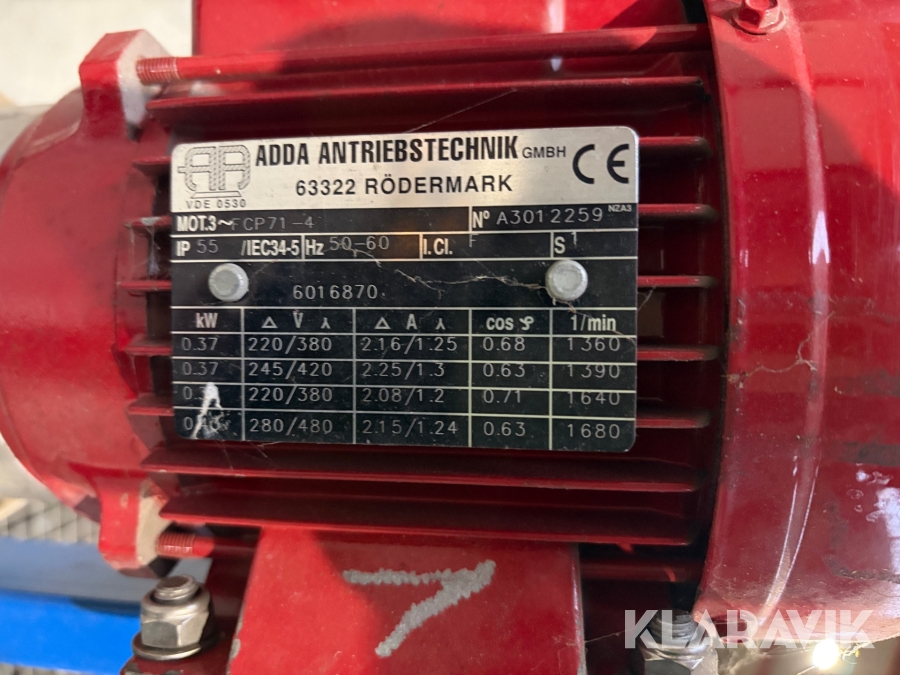 ADDA ANTRIEBSTECHNIK GMBH
63322 RÖDERMARK
CE
VDE 0530
MOT.3~ FCP71-4 Nº A3012259 NZA3
IP 55 /IEC34-5 Hz 50-60 I.Cl. F S 1
6016870
kW Δ V ⅄ Δ A ⅄ cos φ 1/min
0.37 220/380 2.16/1.25 0.68 1360
0.37 245/420 2.25/1.3 0.63 1390
220/380 2.08/1.2 0.71 1640
280/480 2.15/1.24 0.63 1680
KLARAVIK